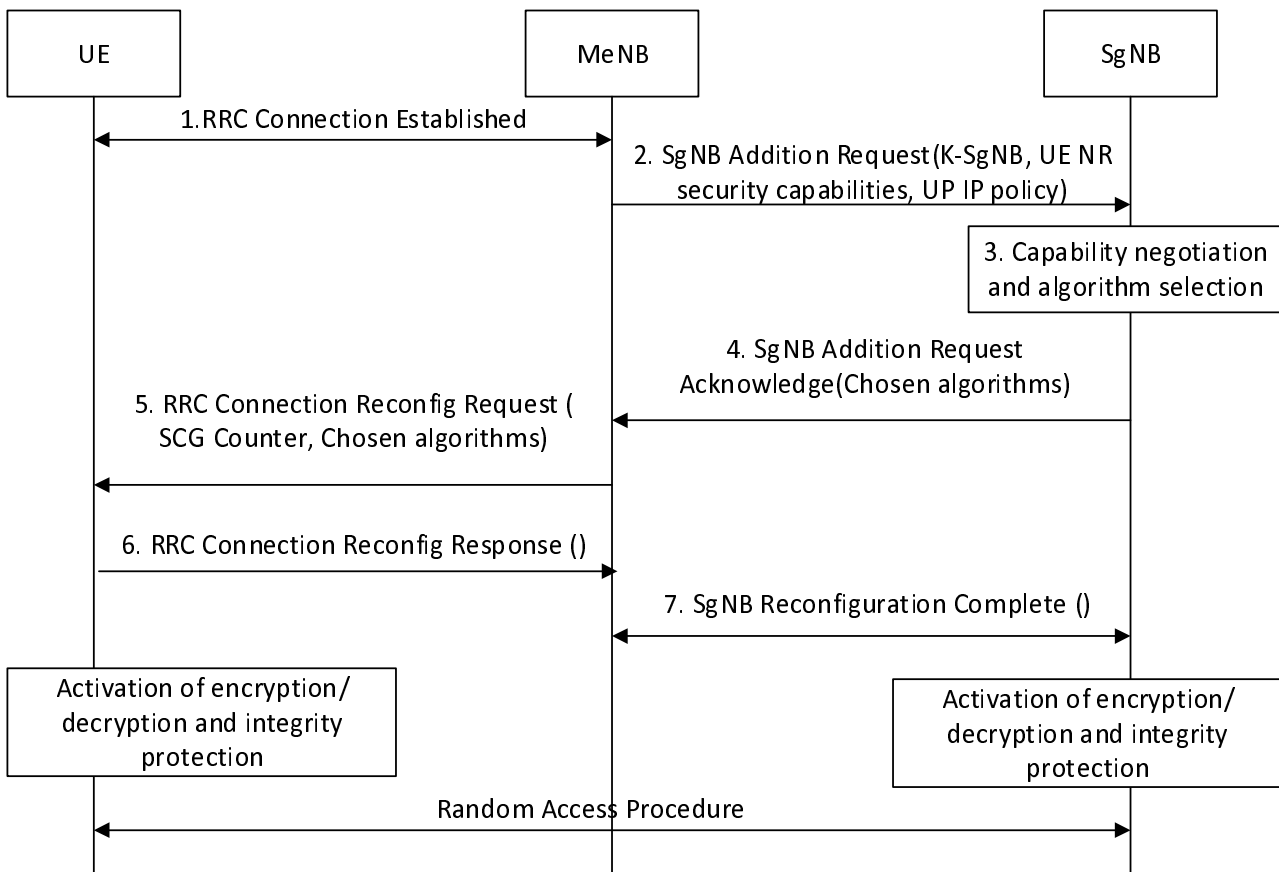 UE
MeNB
SgNB
1.RRC Connection Established
2. SgNB Addition Request(K-SgNB, UE NR
security capabilities, UP IP policy)
3. Capability negotiation
and algorithm selection
4. SgNB Addition Request
Acknowledge(Chosen algorithms)
5. RRC Connection Reconfig Request (
SCG Counter, Chosen algorithms)
6. RRC Connection Reconfig Response ()
7. SgNB Reconfiguration Complete ()
Activation of encryption/
decryption and integrity
protection
Activation of encryption/
decryption and integrity
protection
Random Access Procedure